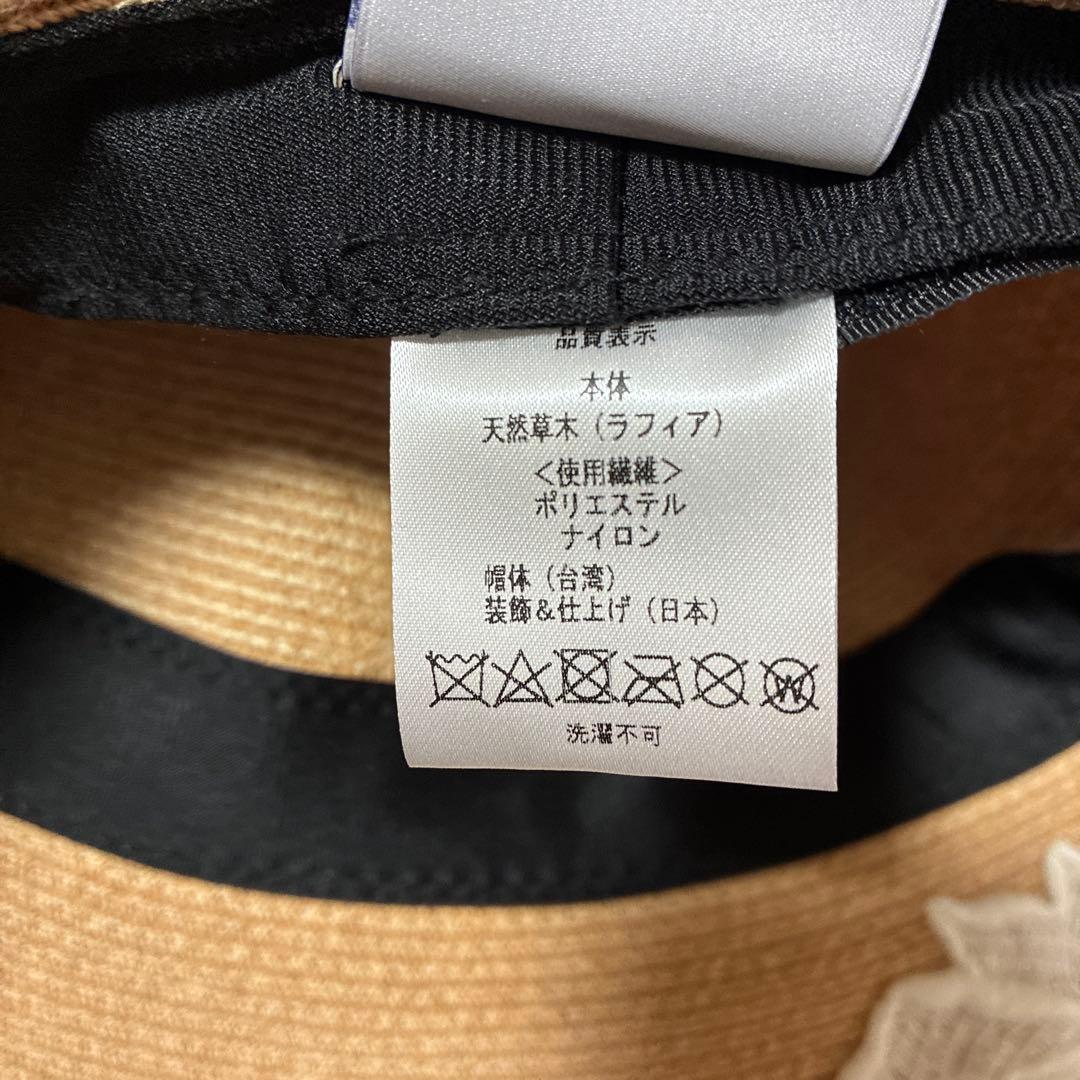 品質表示
本体
天然草木（ラフィア）
＜使用繊維＞
ポリエステル
ナイロン
帽体（台湾）
装飾＆仕上げ（日本）
W
洗濯不可